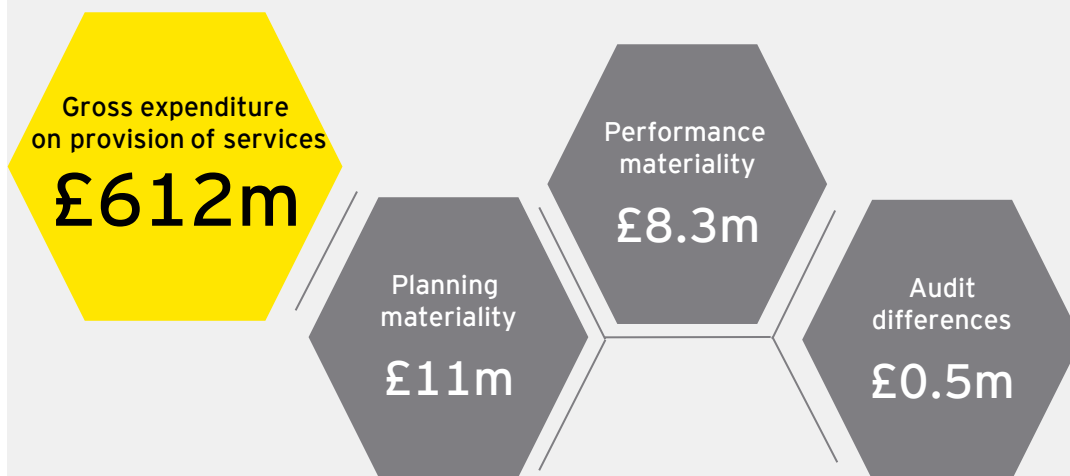 Gross expenditure
on provision of services
£612m
Planning
materiality
£11m
Performance
materiality
£8.3m
Audit
differences
£0.5m